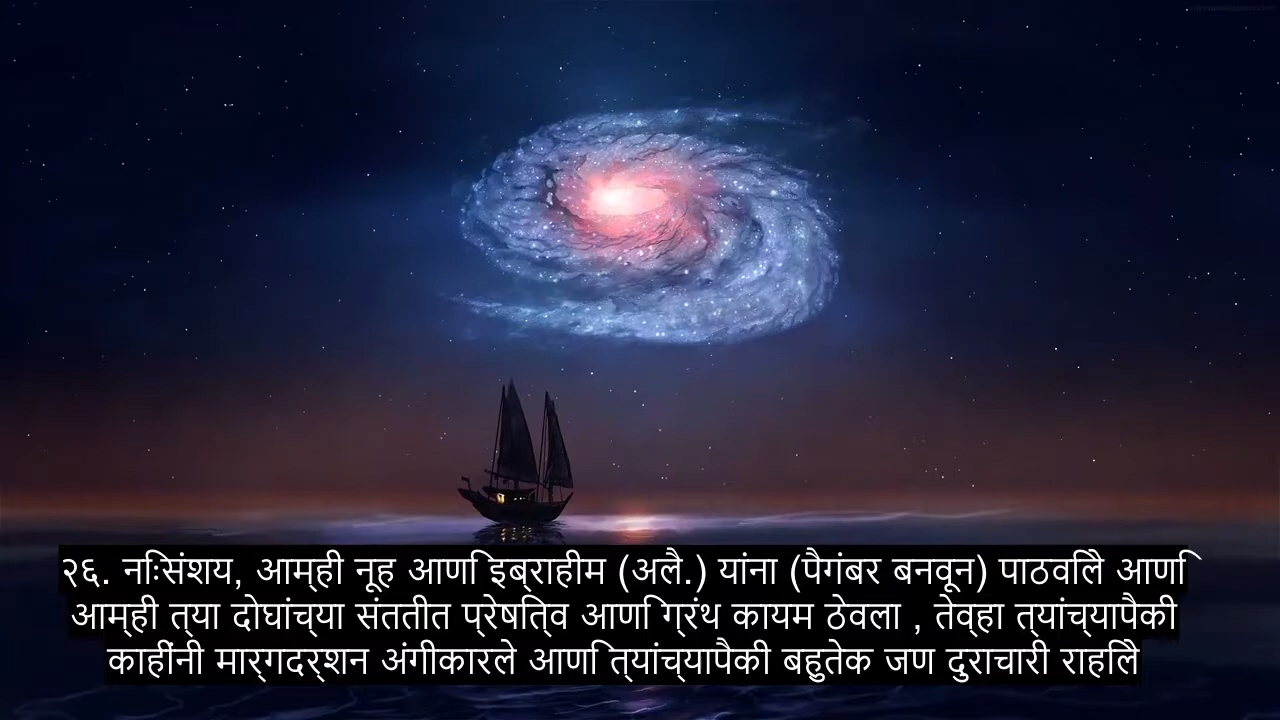 २६. निःसंशय, आम्ही नूह आणि इब्राहीम (अलै.) यांना (पैगंबर बनवून) पाठविले आणि
आम्ही त्या दोघांच्या संततीत प्रेषित्व आणि ग्रंथ कायम ठेवला , तेव्हा त्यांच्यापैकी
काहींनी मार्गदर्शन अंगीकारले आणि त्यांच्यापैकी बहुतेक जण दुराचारी राहिले